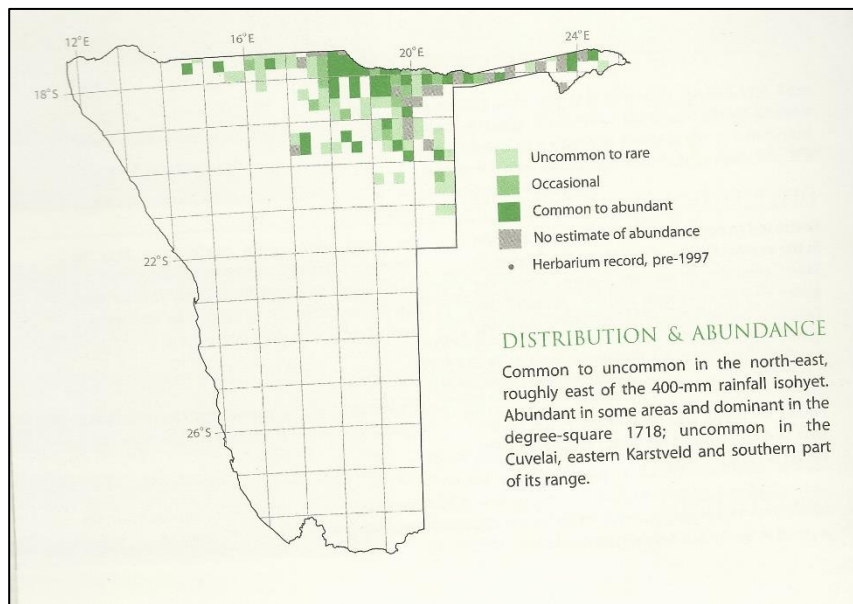 12°E
16°E
20°E
24°E
18°S
22°S
26°S
Uncommon to rare
Occasional
Common to abundant
No estimate of abundance
Herbarium record, pre-1997
DISTRIBUTION & ABUNDANCE
Common to uncommon in the north-east,
roughly east of the 400-mm rainfall isohyet.
Abundant in some areas and dominant in the
degree-square 1718; uncommon in the
Cuvelai, eastern Karstveld and southern part
of its range.